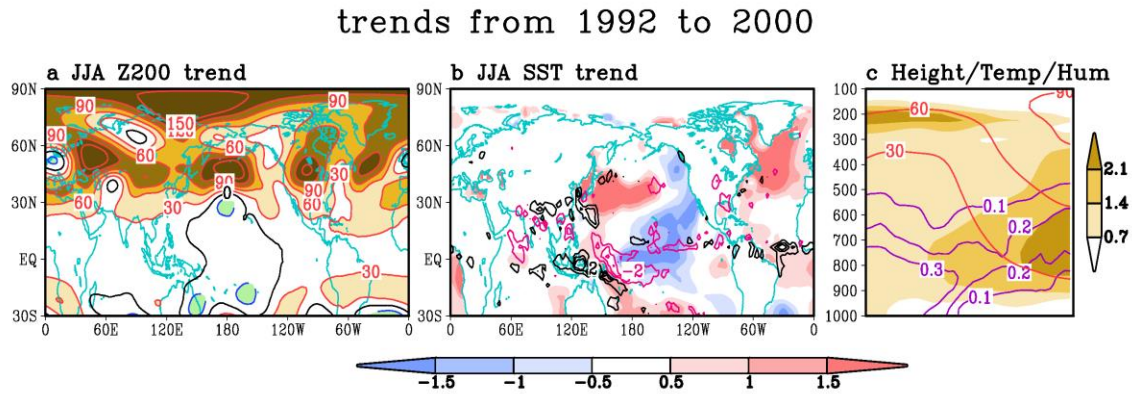 trends from 1992 to 2000
a JJA Z200 trend
b JJA SST trend
c Height/Temp/Hum
90N
60N
30N
EQ
30S
0
60E
120E
180
120W
60W
0
90
150
90
90
60
60
90
0
90
30
60
30
60
30
90N
60N
30N
EQ
30S
0
60E
120E
180
120W
60W
0
2
-2
100
200
300
400
500
600
700
800
900
1000
90
60
30
0.1
0.2
0.3
0.2
0.1
2.1
1.4
0.7
-1.5
-1
-0.5
0.5
1
1.5